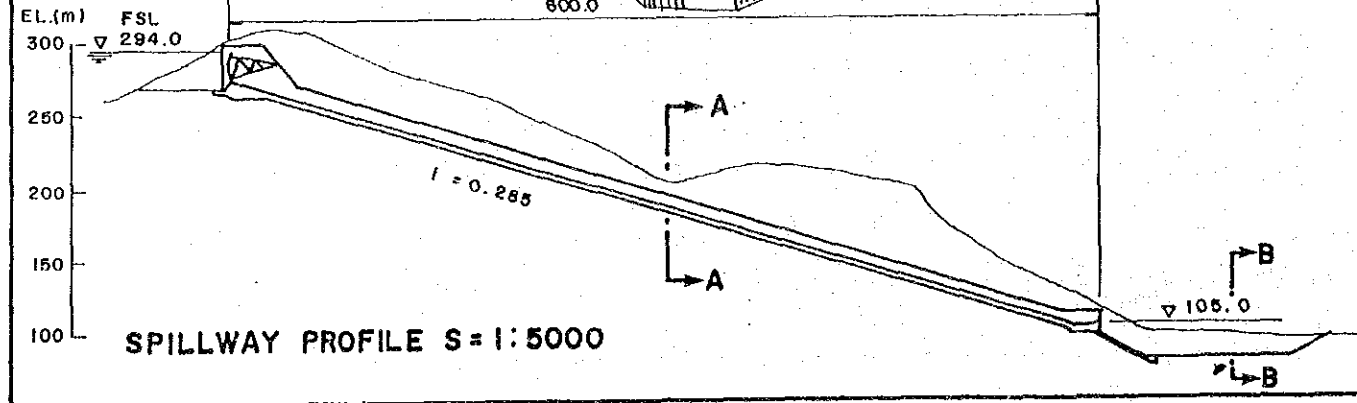 600.0
EL.(m) FSL
300 ▽ 294.0
250
200
150
100
A
I = 0.285
A
B
▽ 105.0
B
SPILLWAY PROFILE S=1:5000